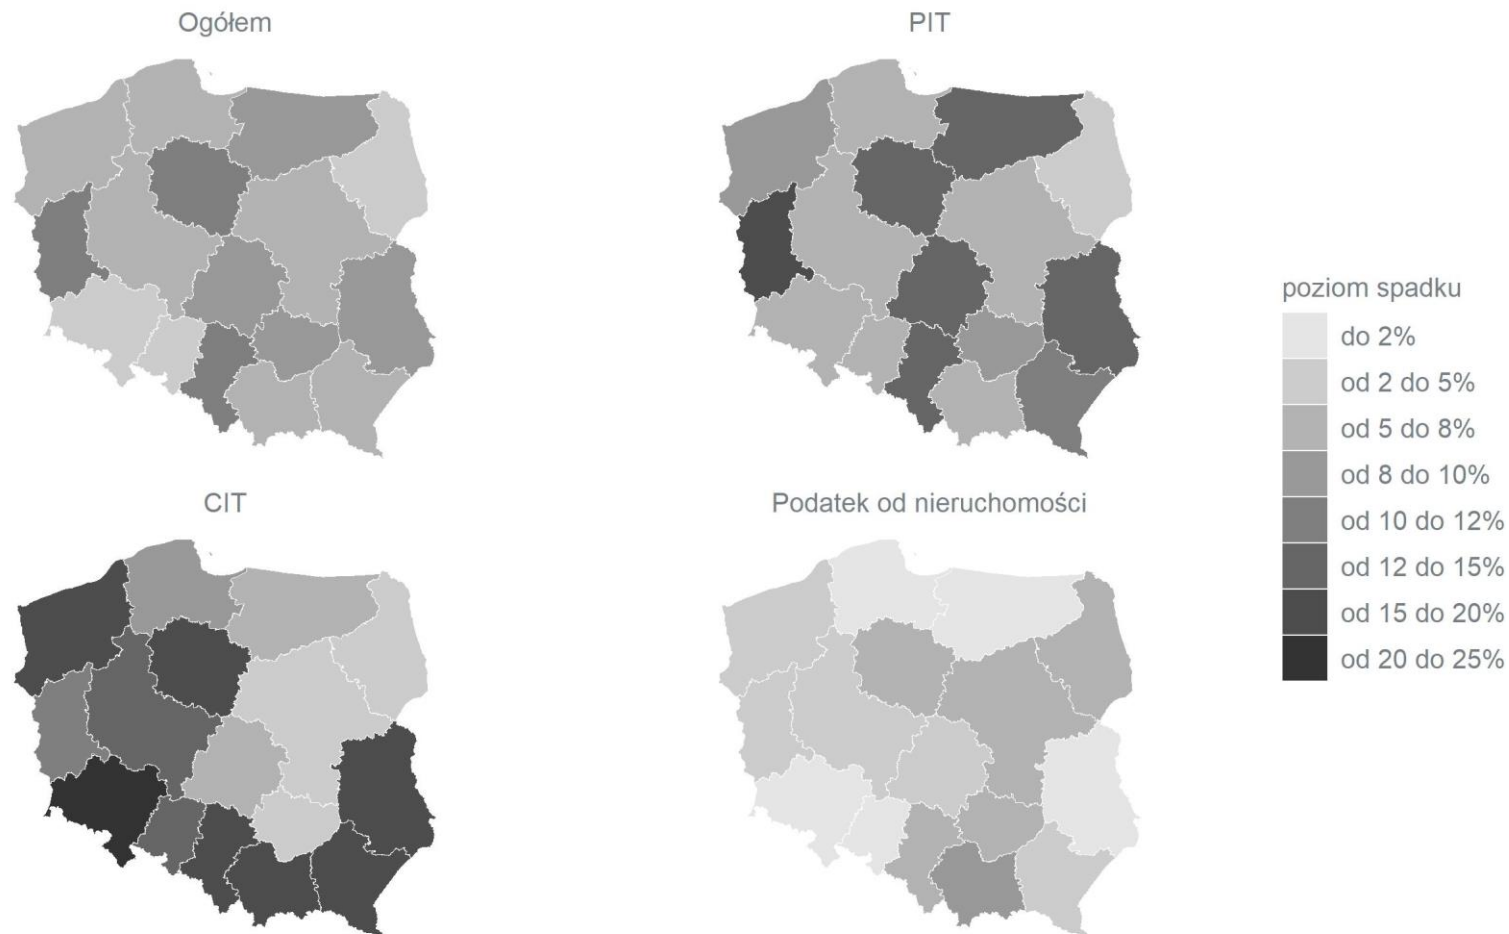 Ogółem
PIT
CIT
Podatek od nieruchomości
poziom spadku
do 2%
od 2 do 5%
od 5 do 8%
od 8 do 10%
od 10 do 12%
od 12 do 15%
od 15 do 20%
od 20 do 25%